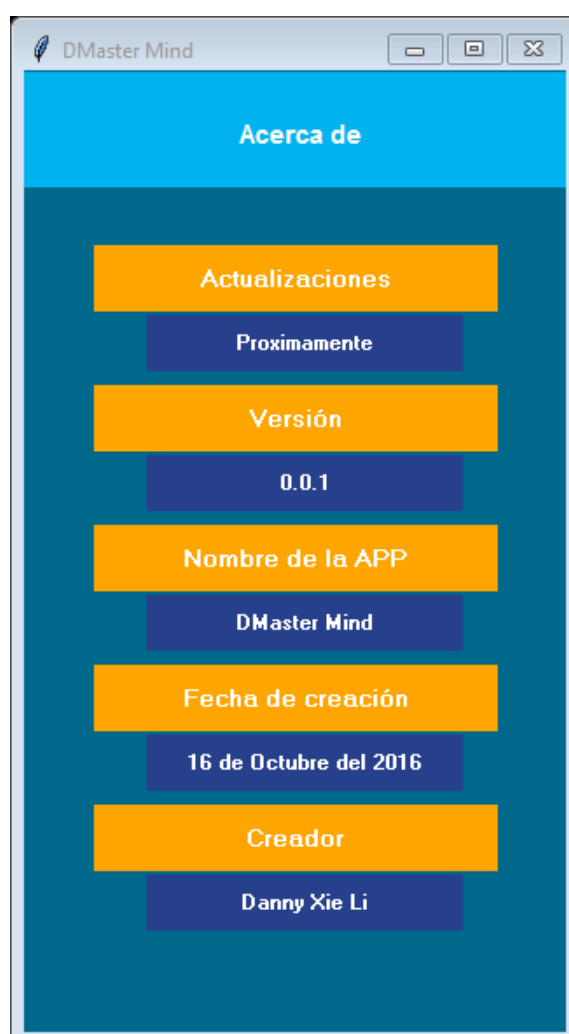 DMaster Mind
Acerca de
Actualizaciones
Proximamente
Versión
0.0.1
Nombre de la APP
DMaster Mind
Fecha de creación
16 de Octubre del 2016
Creador
Danny Xie Li